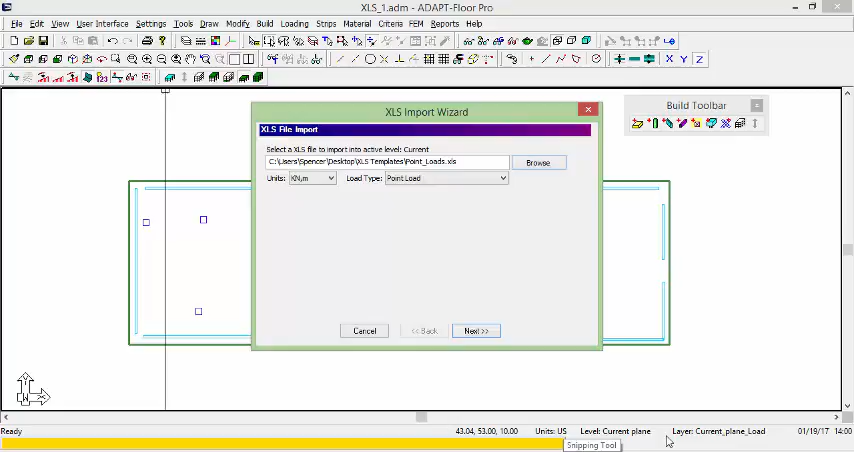 XLS_1.adm - ADAPT-Floor Pro
File Edit View User Interface Settings Tools Draw Modify Build Loading Strips Material Criteria FEM Reports Help
XLS Import Wizard
Build Toolbar
XLS File Import
Select a XLS file to import into active level: Current
C:\Users\Spencer\Desktop\XLS Templates\Point_Loads.xls Browse
Units: KN,m Load Type: Point Load
Cancel << Back Next >>
Ready 43.04, 53.00, 10.00 Units: US Level: Current plane Layer: Current_plane_Load 01/19/17 14:00
Snipping Tool